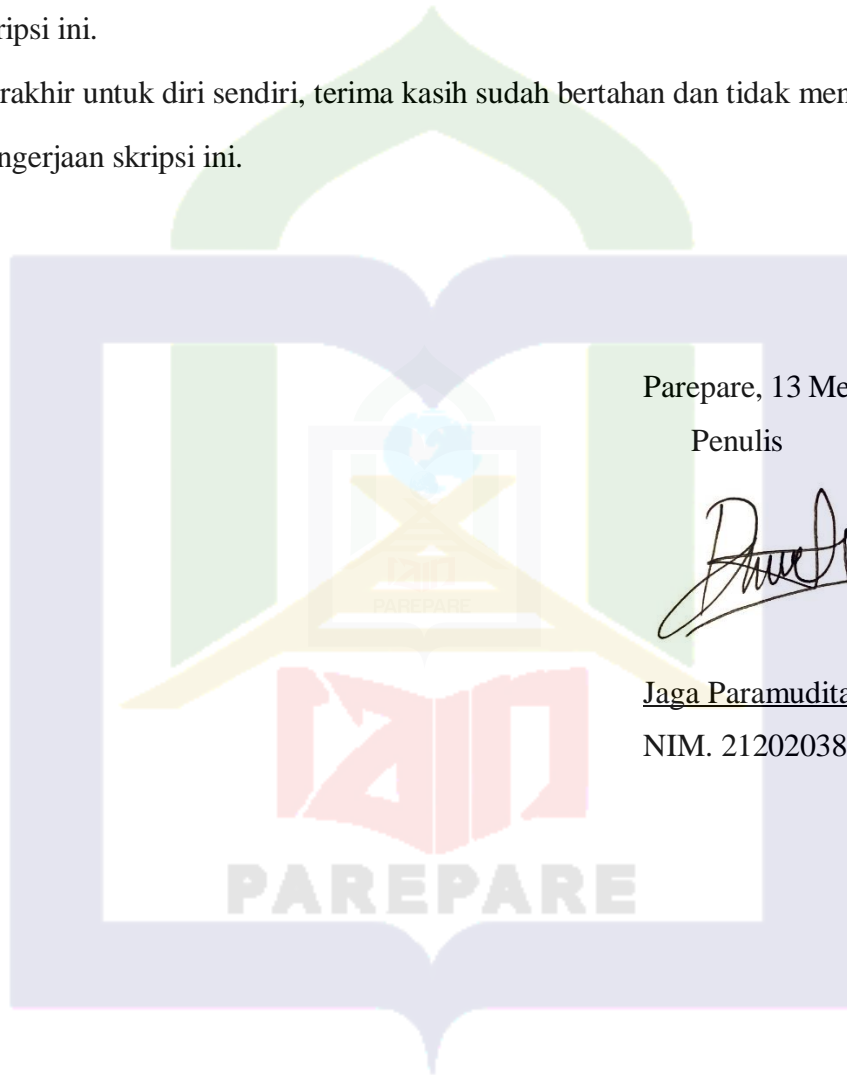 ripsi ini.
rakhir untuk diri sendiri, terima kasih sudah bertahan dan tidak men
ngerjaan skripsi ini.
Parepare, 13 Me
Penulis
PAREPARE
Jaga Paramudita
NIM. 21202038
PAREPARE